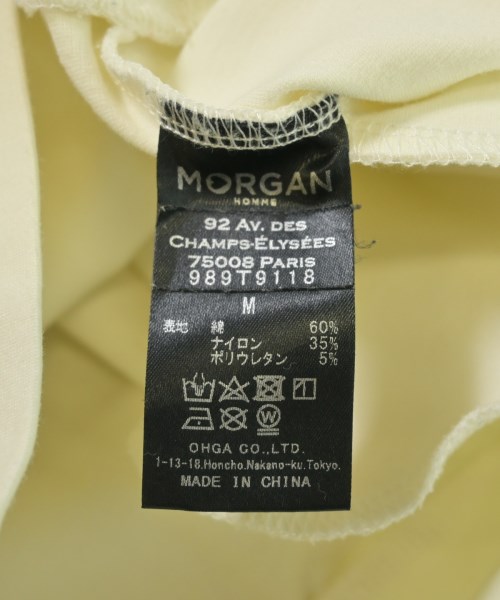 MORGAN
HOMME
92 AV. DES
CHAMPS-ÉLYSÉES
75008 PARIS
989T9118
M
表地 綿 60%
ナイロン 35%
ポリウレタン 5%
OHGA CO.,LTD.
1-13-18.Honcho.Nakano-ku.Tokyo.
MADE IN CHINA